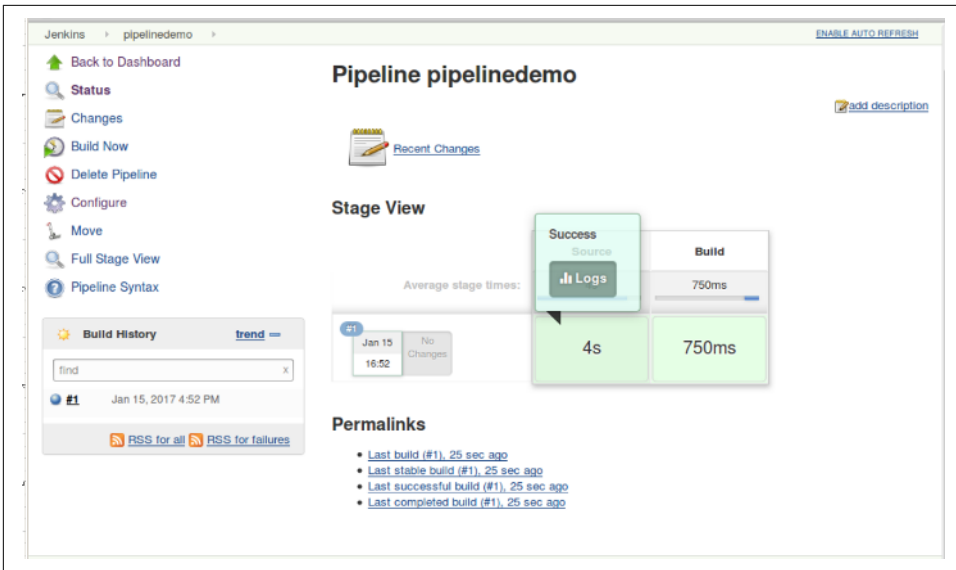 Jenkins pipelinedemo
ENABLE AUTO REFRESH
Back to Dashboard
Status
Changes
Build Now
Delete Pipeline
Configure
Move
Full Stage View
Pipeline Syntax
Build History trend
find x
#1 Jan 15, 2017 4:52 PM
RSS for all RSS for failures
Pipeline pipelinedemo
add description
Recent Changes
Stage View
Success
Source Build
Logs
Average stage times: 750ms
#1
Jan 15
16:52
No
Changes
4s 750ms
Permalinks
Last build (#1), 25 sec ago
Last stable build (#1), 25 sec ago
Last successful build (#1), 25 sec ago
Last completed build (#1), 25 sec ago